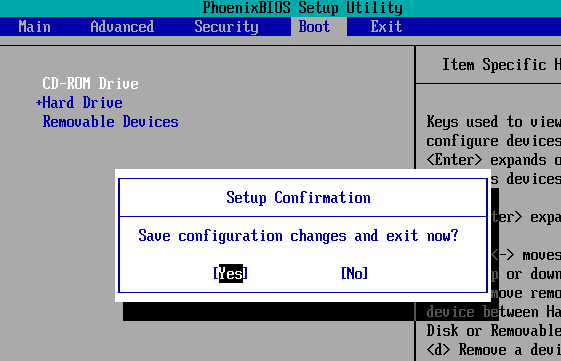 PhoenixBIOS Setup Utility
Main Advanced Security Boot Exit
Item Specific H
CD-ROM Drive
+Hard Drive
Removable Devices
Keys used to view
configure devices
<Enter> expands o
s devices
ter> expa
<-> moves
p or down
move remo
device between Ha
Disk or Removable
<d> Remove a devi
Setup Confirmation
Save configuration changes and exit now?
[Yes] [No]